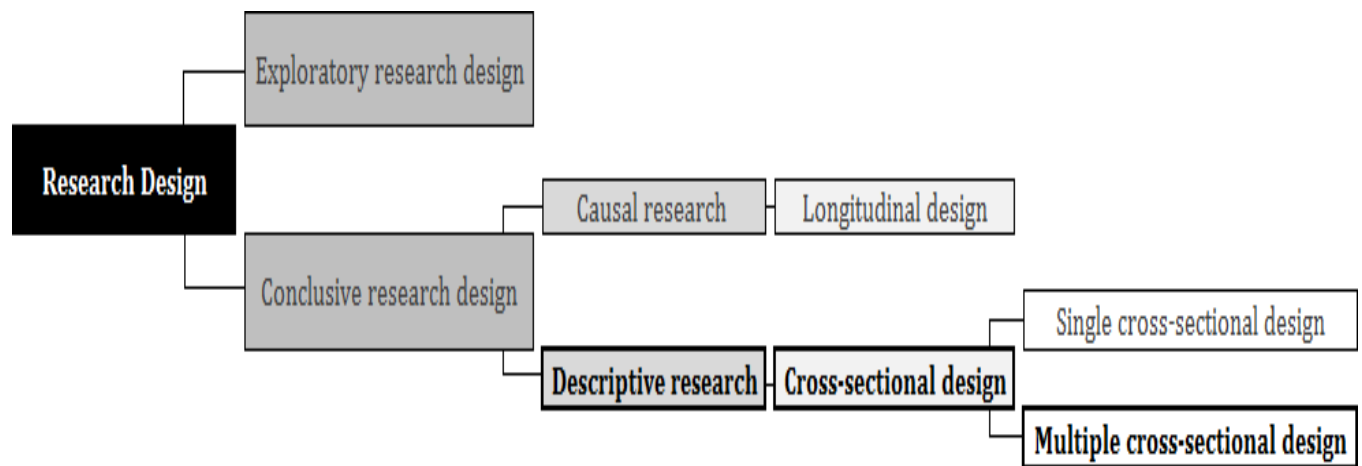 Exploratory research design
Research Design
Causal research
Longitudinal design
Conclusive research design
Single cross-sectional design
Descriptive research
Cross-sectional design
Multiple cross-sectional design